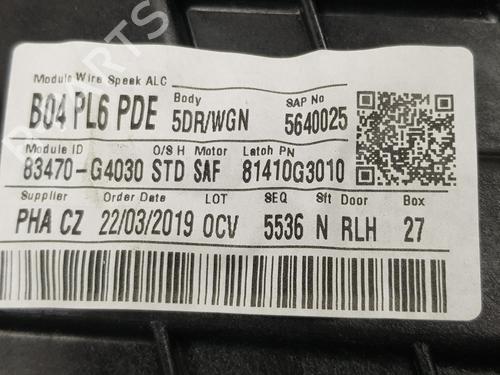 Module Wire Speak ALC
B04 PL6 PDE
Body
5DR/WGN
SAP No
5640025
Module ID
O/S H Motor
Latch PN
83470-G4030 STD SAF 81410G3010
Supplier
Order Date
LOT
SEQ
Sft Door
Box
PHA CZ 22/03/2019 OCV 5536 N RLH 27